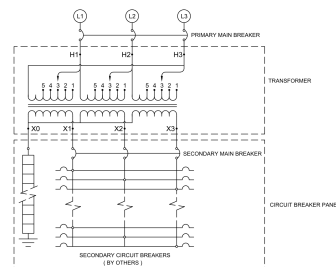 L1 L2 L3
PRIMARY MAIN BREAKER
H1 H2 H3
5 4 3 2 1 5 4 3 2 1 5 4 3 2 1
TRANSFORMER
X0 X1 X2 X3
SECONDARY MAIN BREAKER
CIRCUIT BREAKER PANE
SECONDARY CIRCUIT BREAKERS
( BY OTHERS )